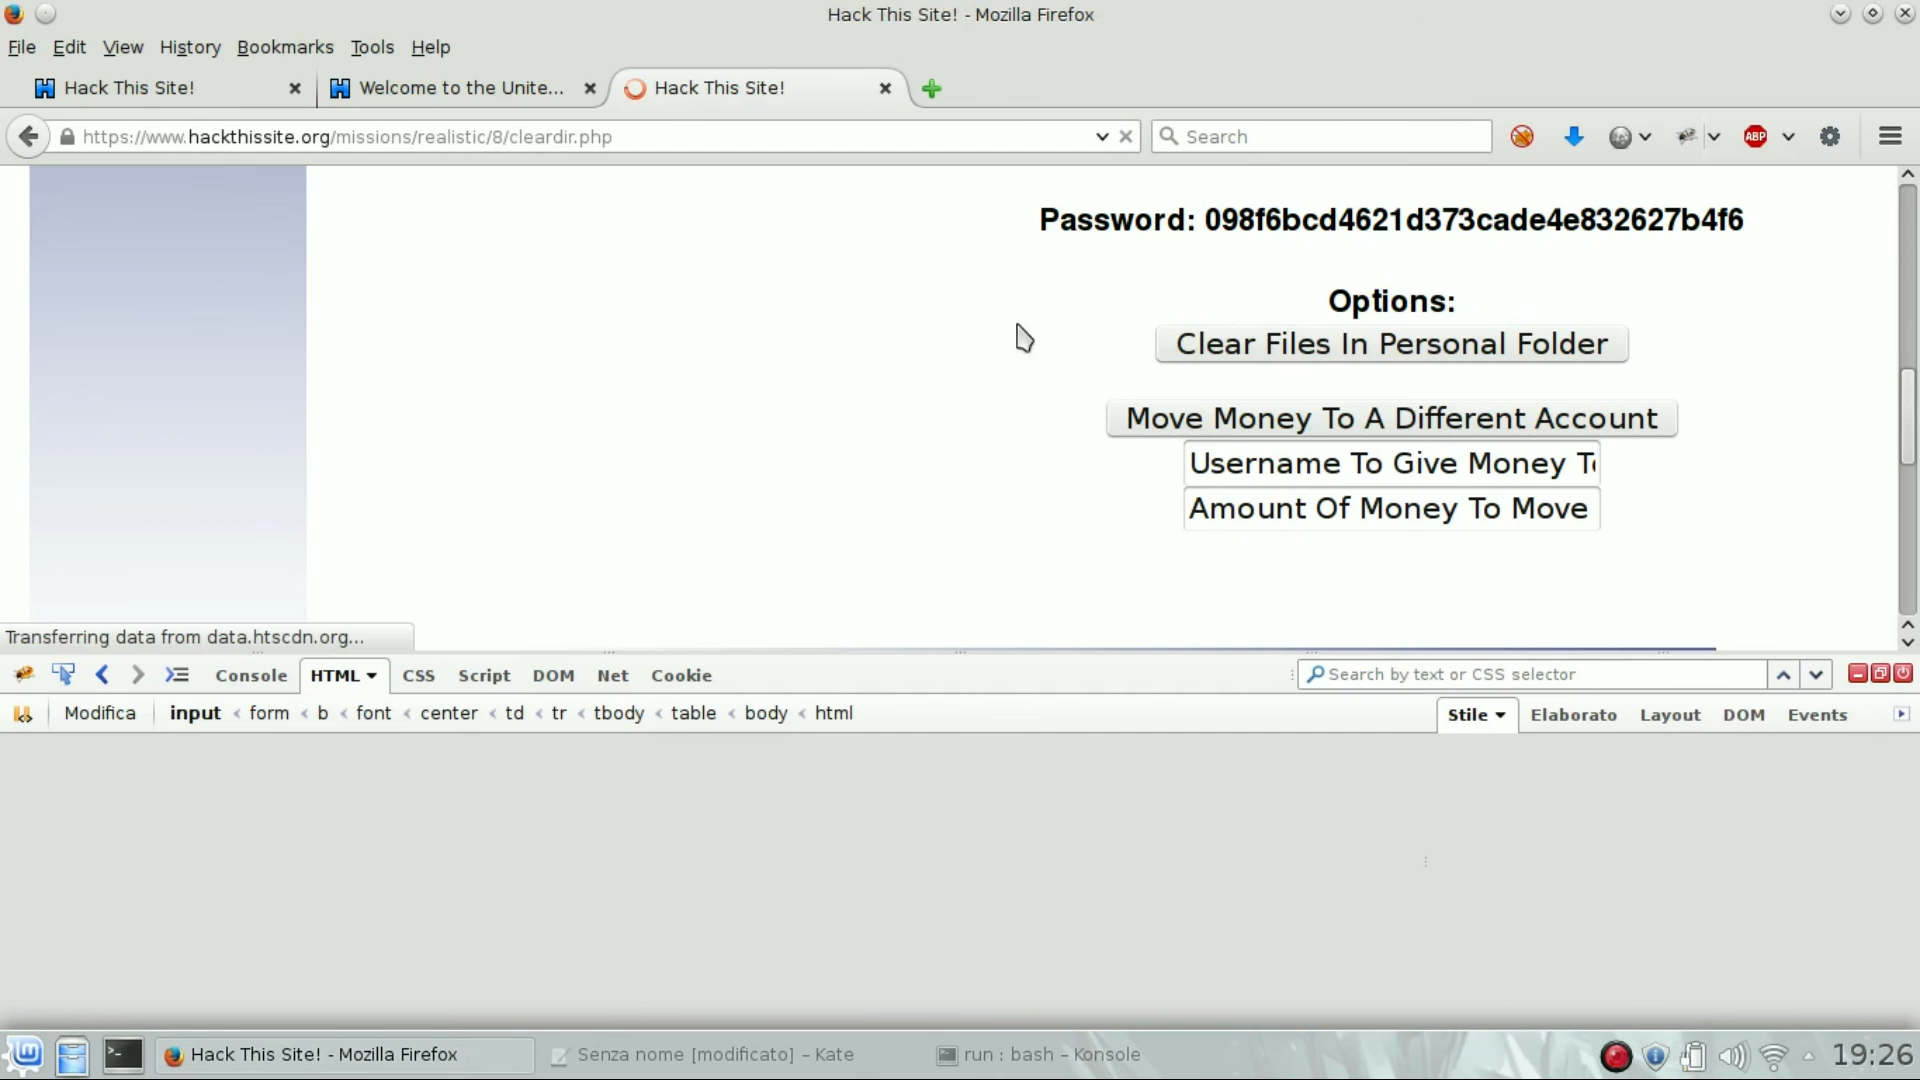 Hack This Site! - Mozilla Firefox
File Edit View History Bookmarks Tools Help
Hack This Site!
Welcome to the Unite...
Hack This Site!
https://www.hackthissite.org/missions/realistic/8/cleardir.php
Search
ABP
Password: 098f6bcd4621d373cade4e832627b4f6
Options:
Clear Files In Personal Folder
Move Money To A Different Account
Username To Give Money To
Amount Of Money To Move
Transferring data from data.htscdn.org...
Console HTML CSS Script DOM Net Cookie
Search by text or CSS selector
Modifica input < form < b < font < center < td < tr < tbody < table < body < html
Stile Elaborato Layout DOM Events
Hack This Site! - Mozilla Firefox
Senza nome [modificato] – Kate
run : bash – Konsole
19:26